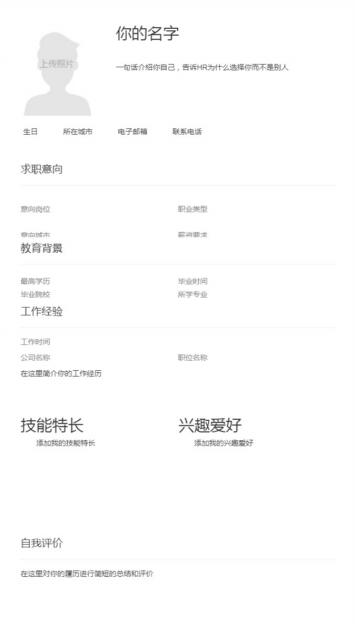 你的名字
上传照片
一句话介绍你自己，告诉HR为什么选择你而不是别人
生日 所在城市 电子邮箱 联系电话
求职意向
意向岗位 职业类型
意向城市 薪资要求
教育背景
最高学历 毕业时间
毕业院校 所学专业
工作经验
工作时间
公司名称 职位名称
在这里简介你的工作经历
技能特长 兴趣爱好
添加我的技能特长 添加我的兴趣爱好
自我评价
在这里对你的履历进行简短的总结和评价